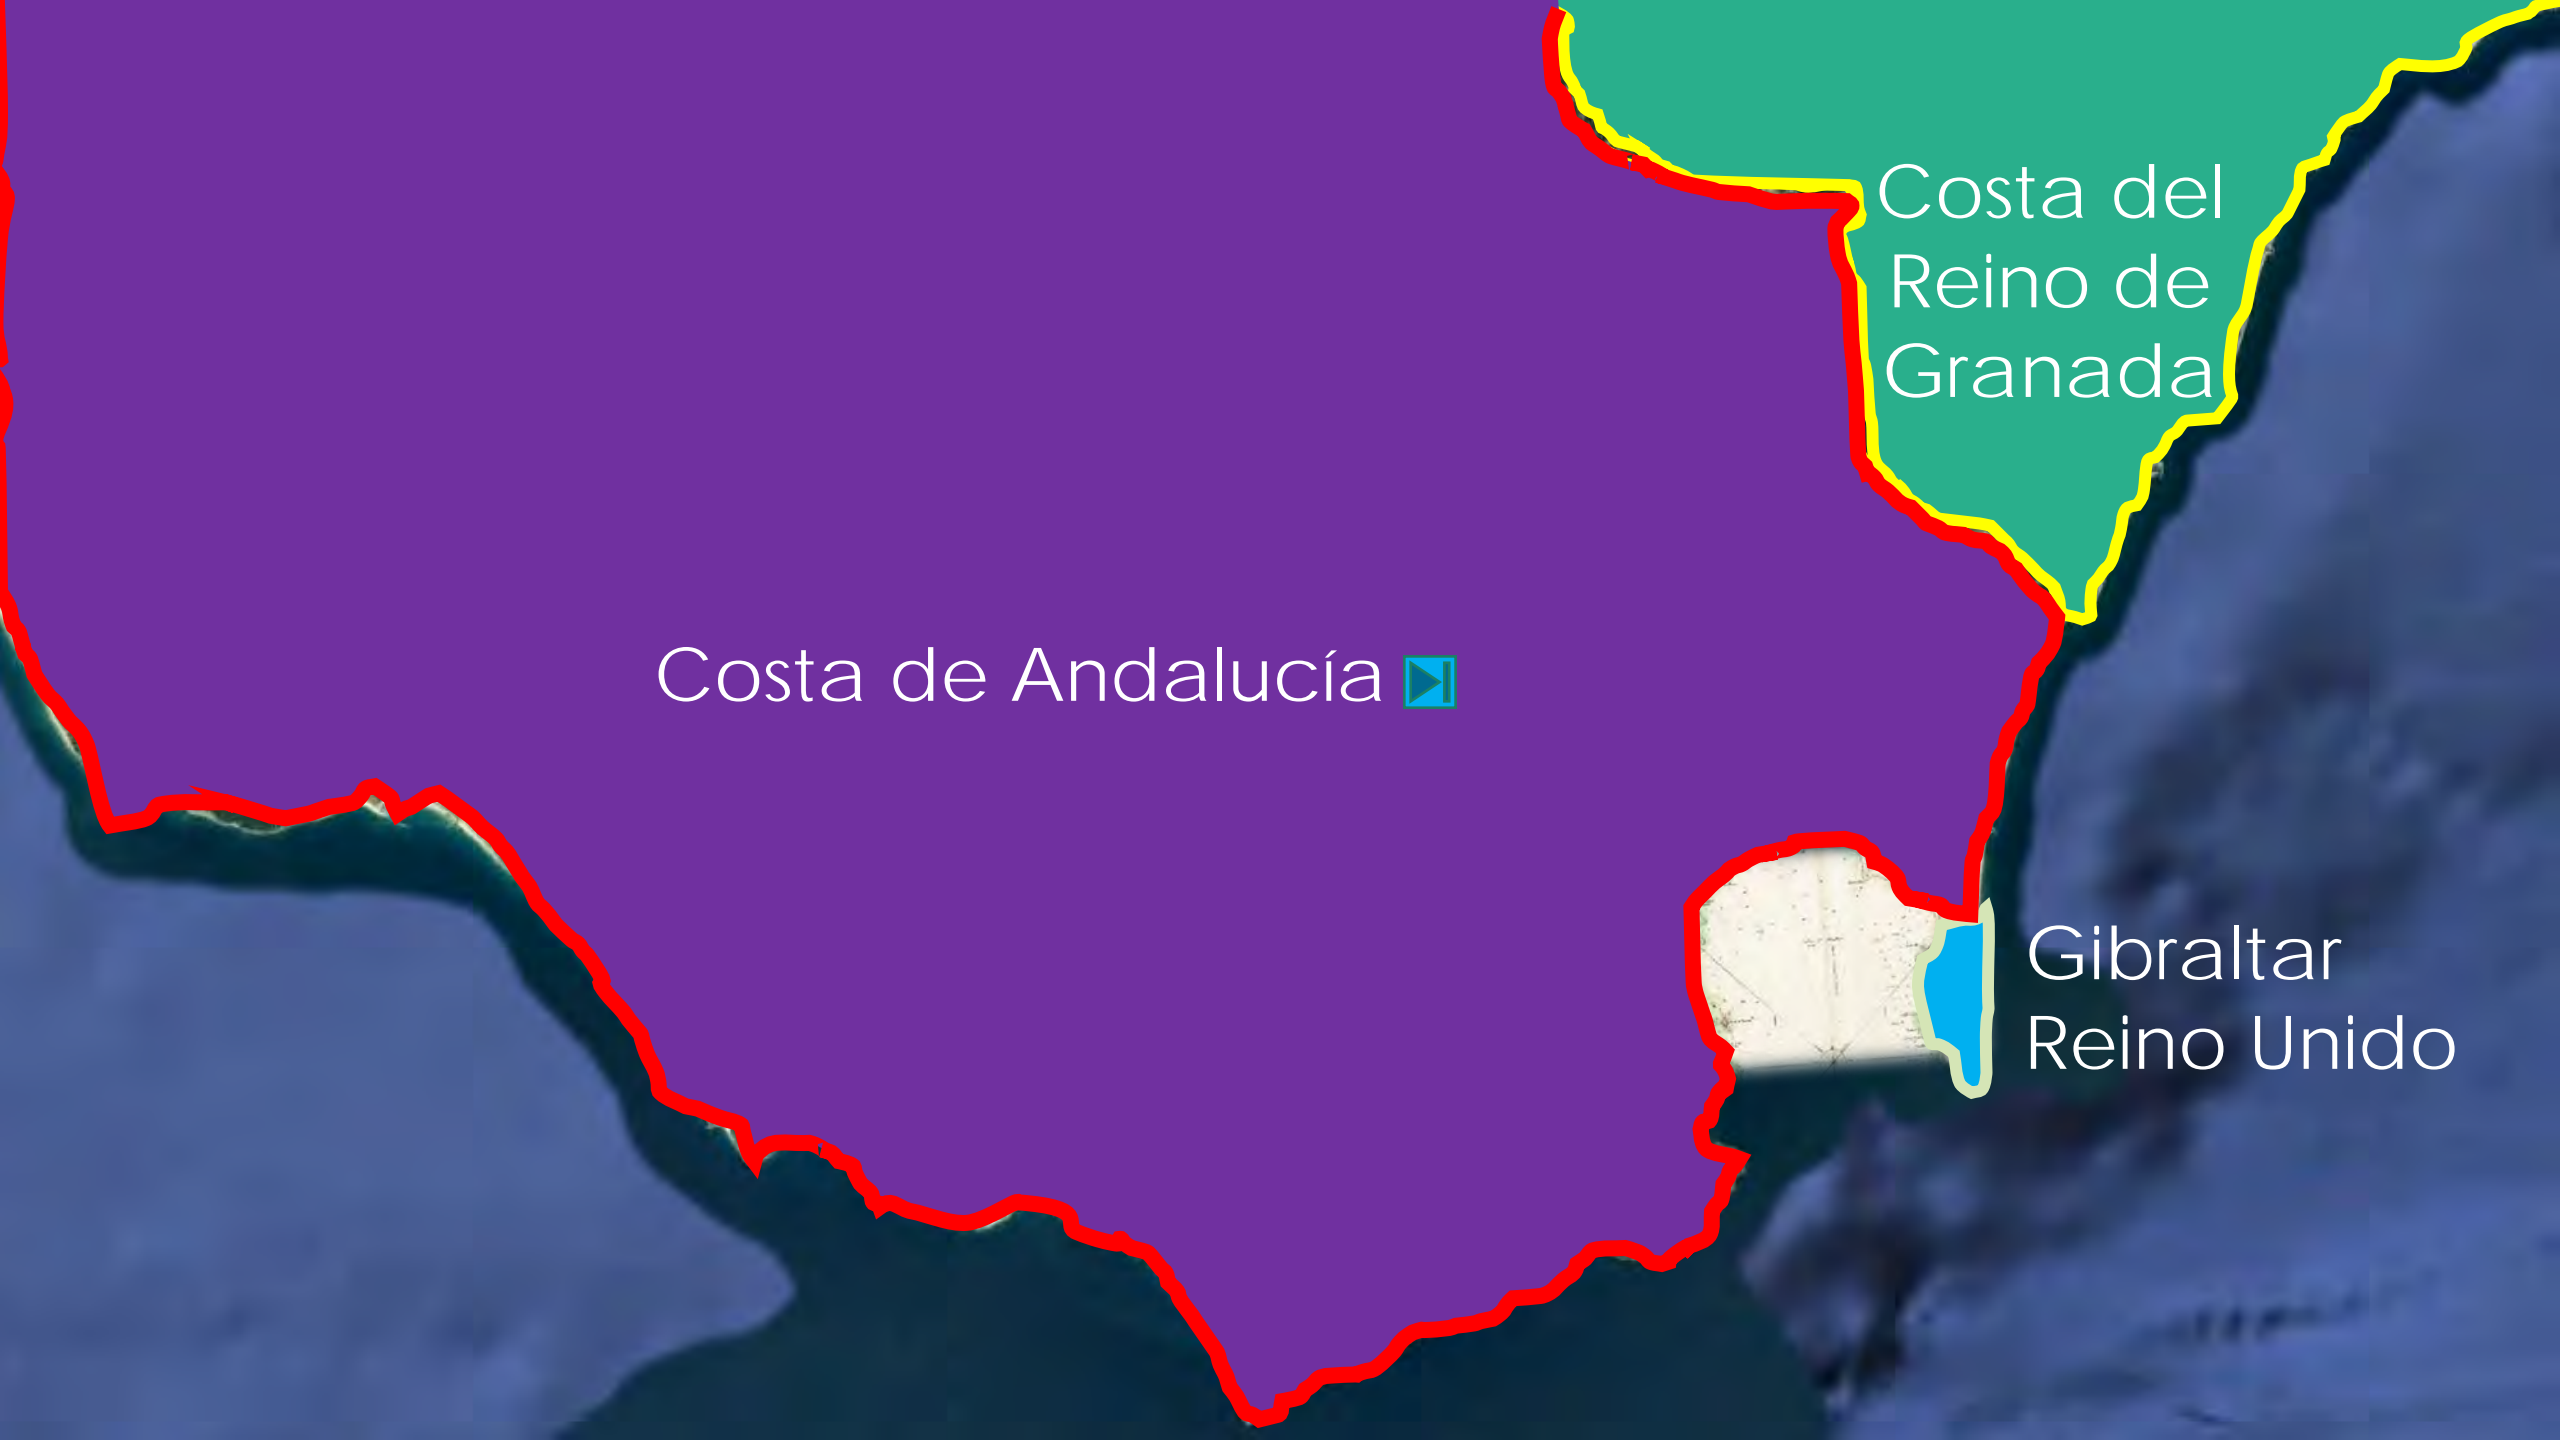 Costa del
Reino de
Granada
Costa de Andalucía
Gibraltar
Reino Unido